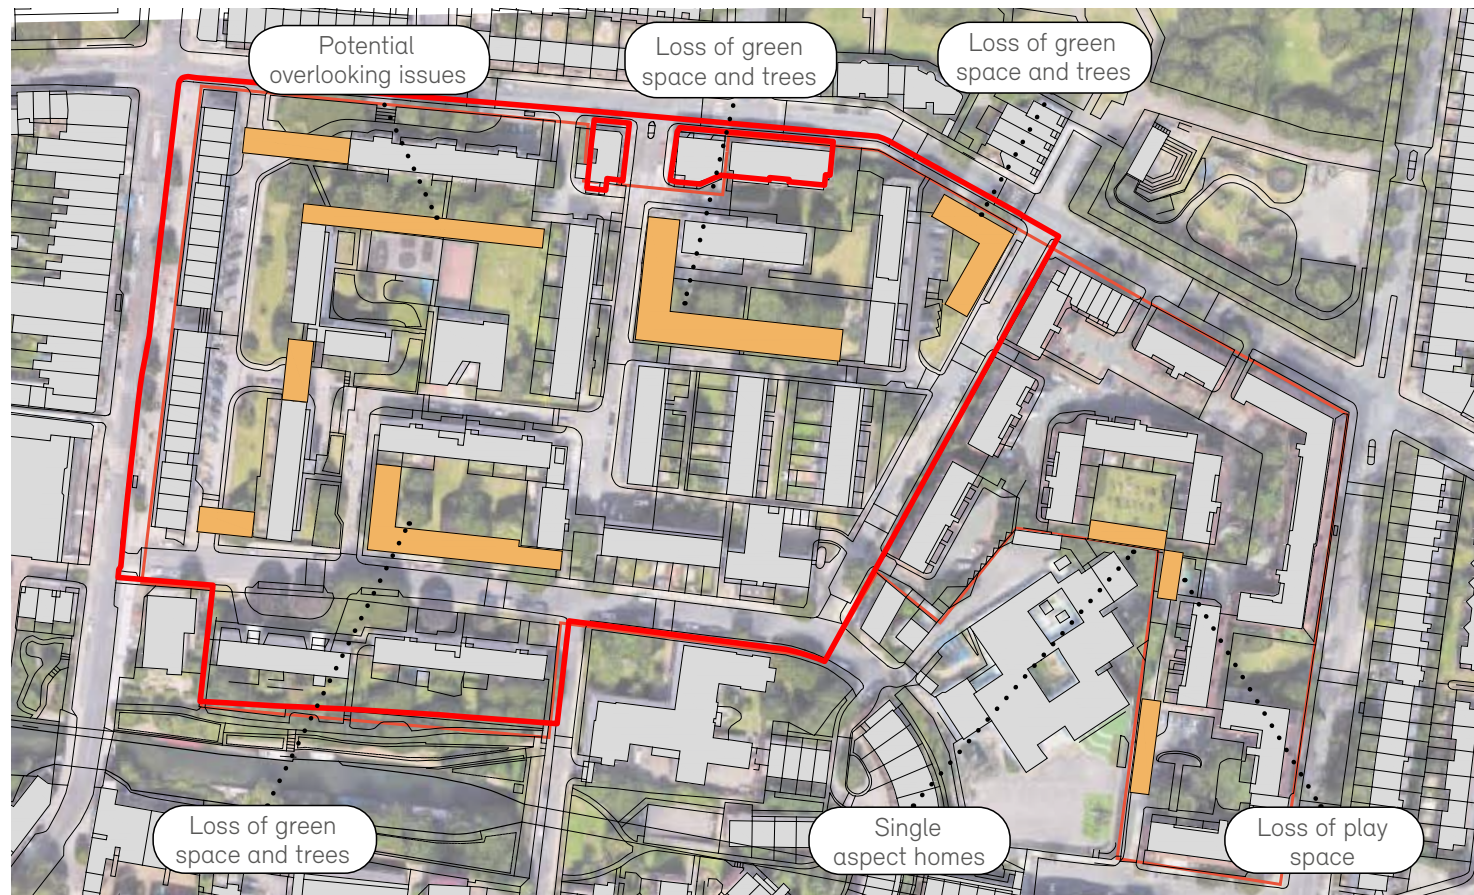 Potential
overlooking issues
Loss of green
space and trees
Loss of green
space and trees
Loss of green
space and trees
Single
aspect homes
Loss of play
space